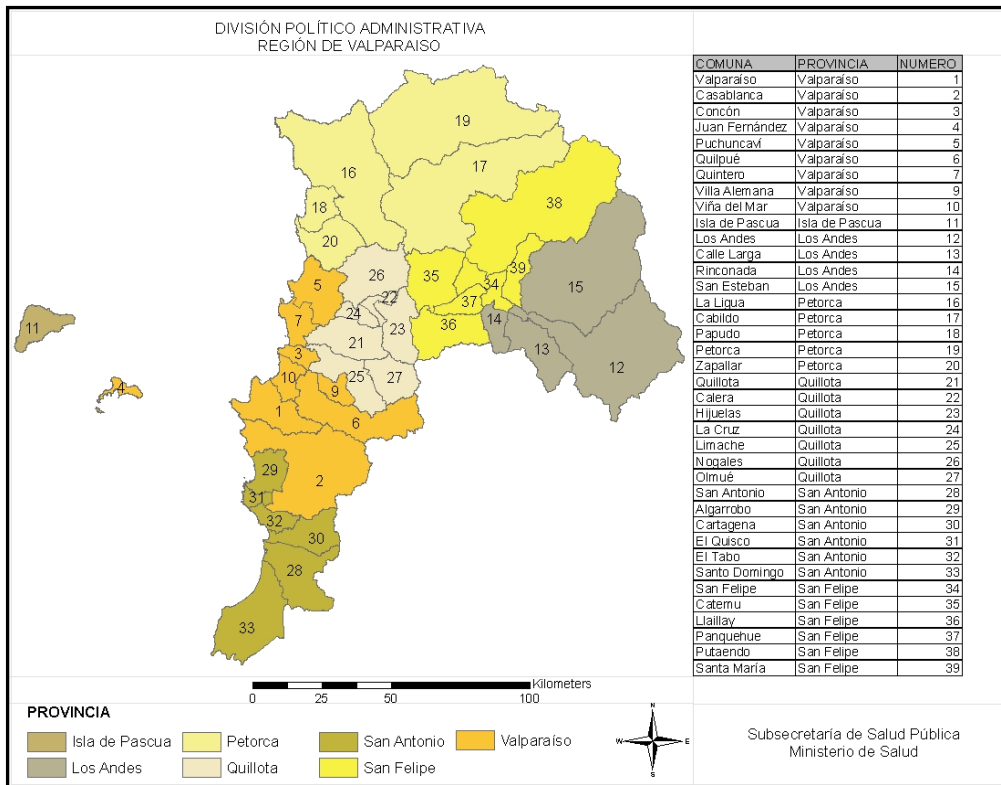 DIVISIÓN POLÍTICO ADMINISTRATIVA
REGIÓN DE VALPARAISO
19
17
16
18
38
20
39
26
35
34
5
22
37
15
24
7
36
14
11
23
21
3
13
12
25
27
10
9
4
1
6
29
2
31
32
30
28
33
Kilometers
0 25 50 100
COMUNA PROVINCIA NUMERO
Valparaíso Valparaíso 1
Casablanca Valparaíso 2
Concón Valparaíso 3
Juan Fernández Valparaíso 4
Puchuncaví Valparaíso 5
Quilpué Valparaíso 6
Quintero Valparaíso 7
Villa Alemana Valparaíso 9
Viña del Mar Valparaíso 10
Isla de Pascua Isla de Pascua 11
Los Andes Los Andes 12
Calle Larga Los Andes 13
Rinconada Los Andes 14
San Esteban Los Andes 15
La Ligua Petorca 16
Cabildo Petorca 17
Papudo Petorca 18
Petorca Petorca 19
Zapallar Petorca 20
Quillota Quillota 21
Calera Quillota 22
Hijuelas Quillota 23
La Cruz Quillota 24
Limache Quillota 25
Nogales Quillota 26
Olmué Quillota 27
San Antonio San Antonio 28
Algarrobo San Antonio 29
Cartagena San Antonio 30
El Quisco San Antonio 31
El Tabo San Antonio 32
Santo Domingo San Antonio 33
San Felipe San Felipe 34
Catemu San Felipe 35
Llaillay San Felipe 36
Panquehue San Felipe 37
Putaendo San Felipe 38
Santa María San Felipe 39
PROVINCIA
Isla de Pascua Petorca San Antonio Valparaíso
Los Andes Quillota San Felipe
N
W E
S
Subsecretaría de Salud Pública
Ministerio de Salud